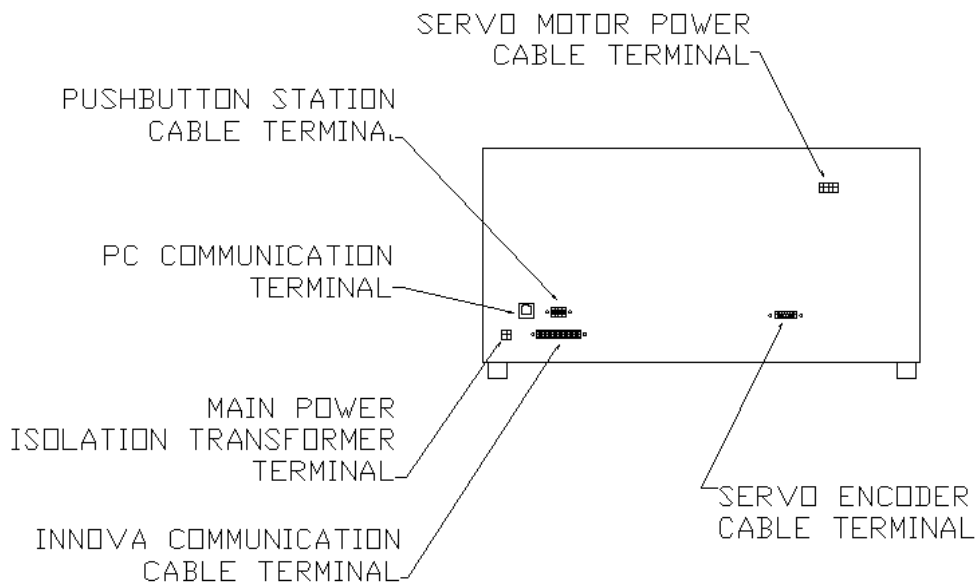 SERVO MOTOR POWER
CABLE TERMINAL
PUSHBUTTON STATION
CABLE TERMINAL
PC COMMUNICATION
TERMINAL
MAIN POWER
ISOLATION TRANSFORMER
TERMINAL
INNOVA COMMUNICATION
CABLE TERMINAL
SERVO ENCODER
CABLE TERMINAL